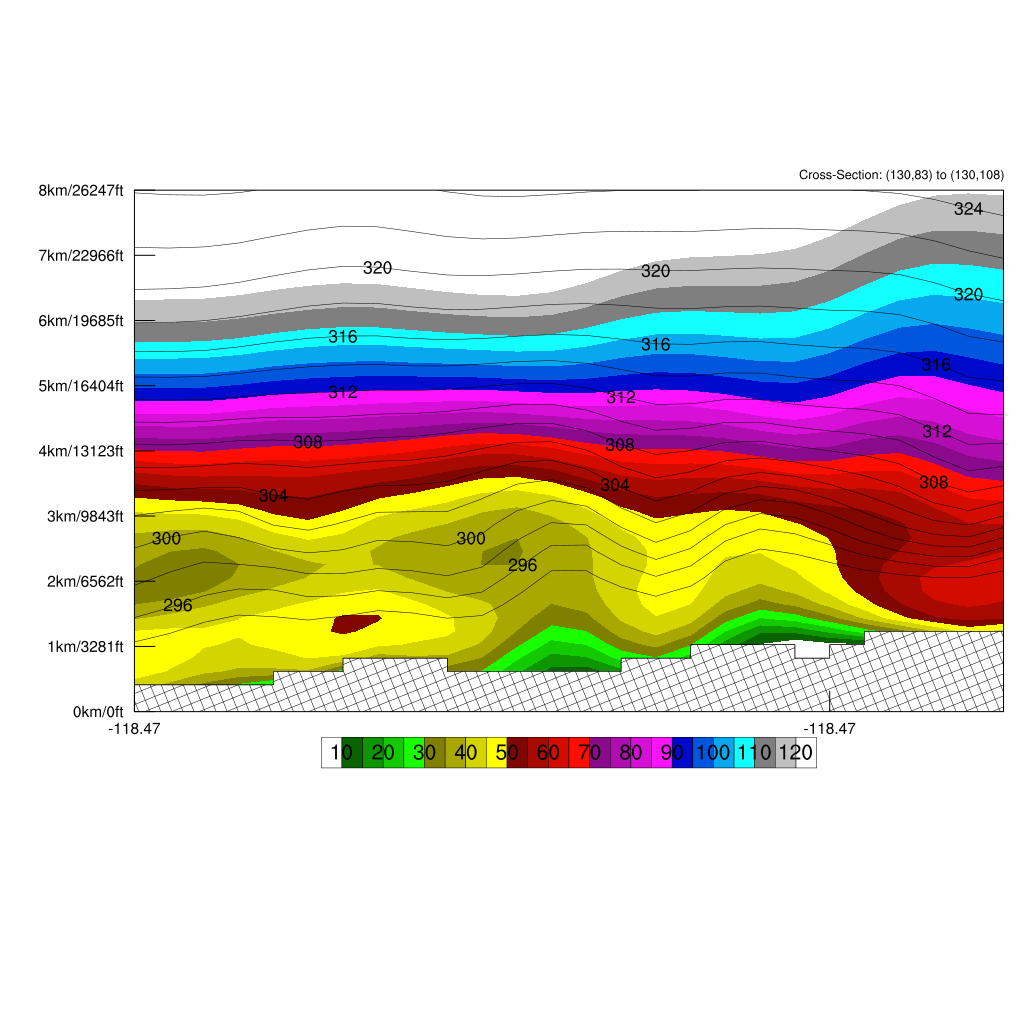 Cross-Section: (130,83) to (130,108)
8km/26247ft
324
7km/22966ft
320 320
320
6km/19685ft
316 316
316
5km/16404ft
312 312
312
4km/13123ft
308 308
308
304 304
3km/9843ft
300 300
296
2km/6562ft
296
1km/3281ft
0km/0ft
-118.47 -118.47
10 20 30 40 50 60 70 80 90 100 110 120